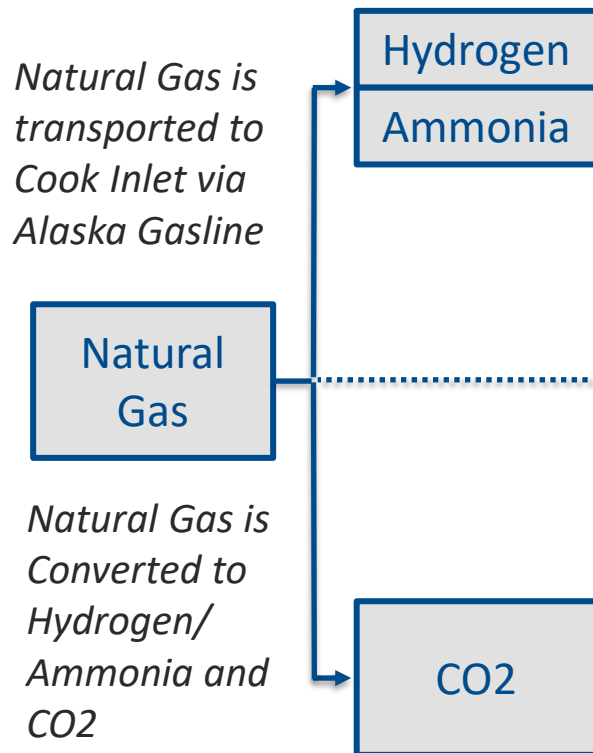 Natural Gas is
transported to
Cook Inlet via
Alaska Gasline
Hydrogen
Ammonia
Natural
Gas
Natural Gas is
Converted to
Hydrogen/
Ammonia and
CO2
CO2